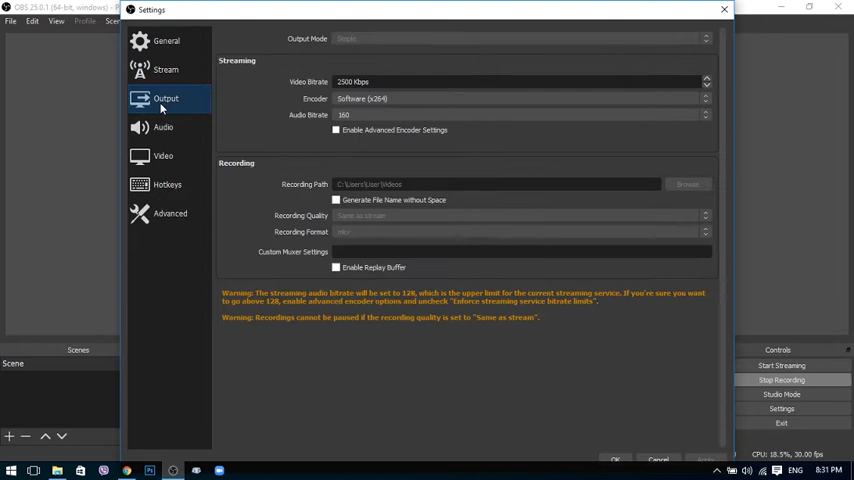 OBS 25.0.1 (64-bit, windows) - P
Settings
File
Edit
View
Profile
Scen
General
Stream
Output
Audio
Video
Hotkeys
Advanced
Output Mode
Simple
Streaming
Video Bitrate
2500 Kbps
Encoder
Software (x264)
Audio Bitrate
160
Enable Advanced Encoder Settings
Recording
Recording Path
C:\Users\User\Videos
Browse
Generate File Name without Space
Recording Quality
Same as stream
Recording Format
mkv
Custom Muxer Settings
Enable Replay Buffer
Warning: The streaming audio bitrate will be set to 128, which is the upper limit for the current streaming service. If you're sure you want
to go above 128, enable advanced encoder options and uncheck "Enforce streaming service bitrate limits".
Warning: Recordings cannot be paused if the recording quality is set to "Same as stream".
Scenes
Scene
Controls
Start Streaming
Stop Recording
Studio Mode
Settings
Exit
OK
Cancel
Apply
CPU: 18.5%, 30.00 fps
ENG
8:31 PM